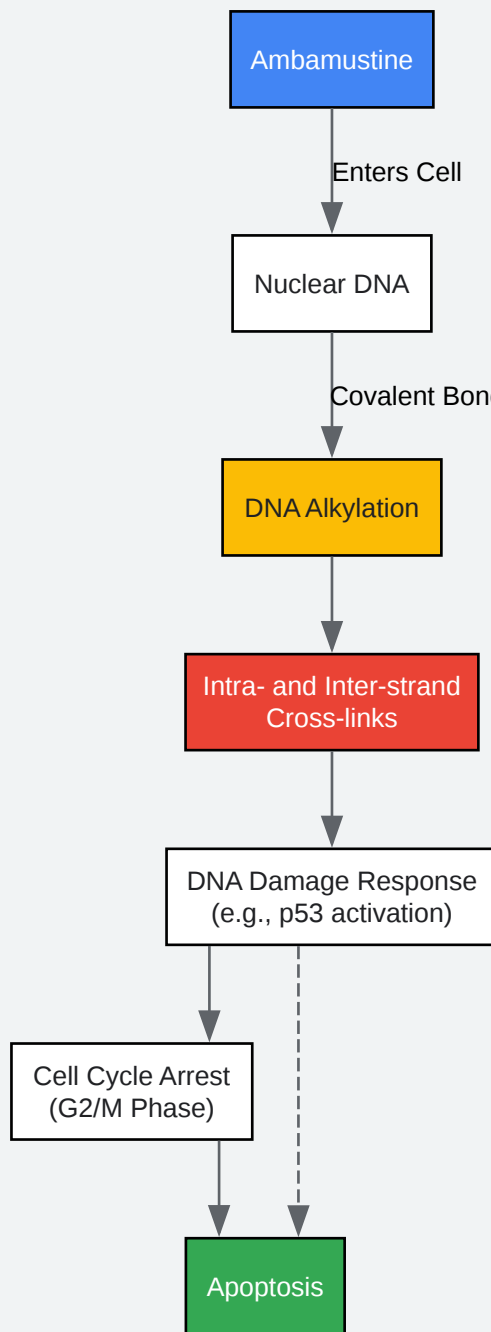 Ambamustine
Enters Cell
Nuclear DNA
Covalent
DNA Alkylation
Intra- and Inter-strand
Cross-links
DNA Damage Response
(e.g., p53 activation)
Cell Cycle Arrest
(G2/M Phase)
Apoptosis